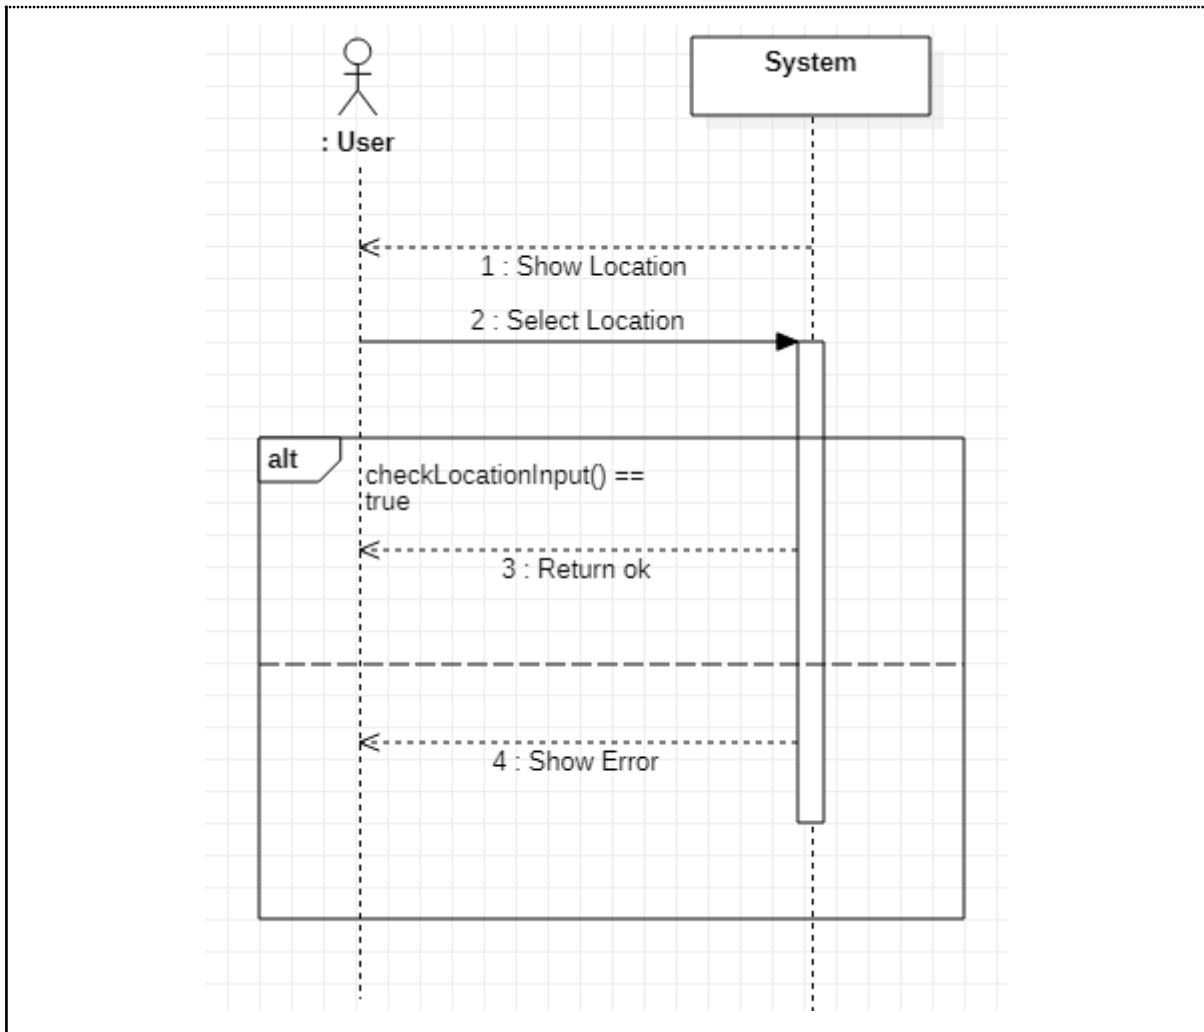 System
: User
1 : Show Location
2 : Select Location
alt
checkLocationInput() ==
true
3 : Return ok
4 : Show Error